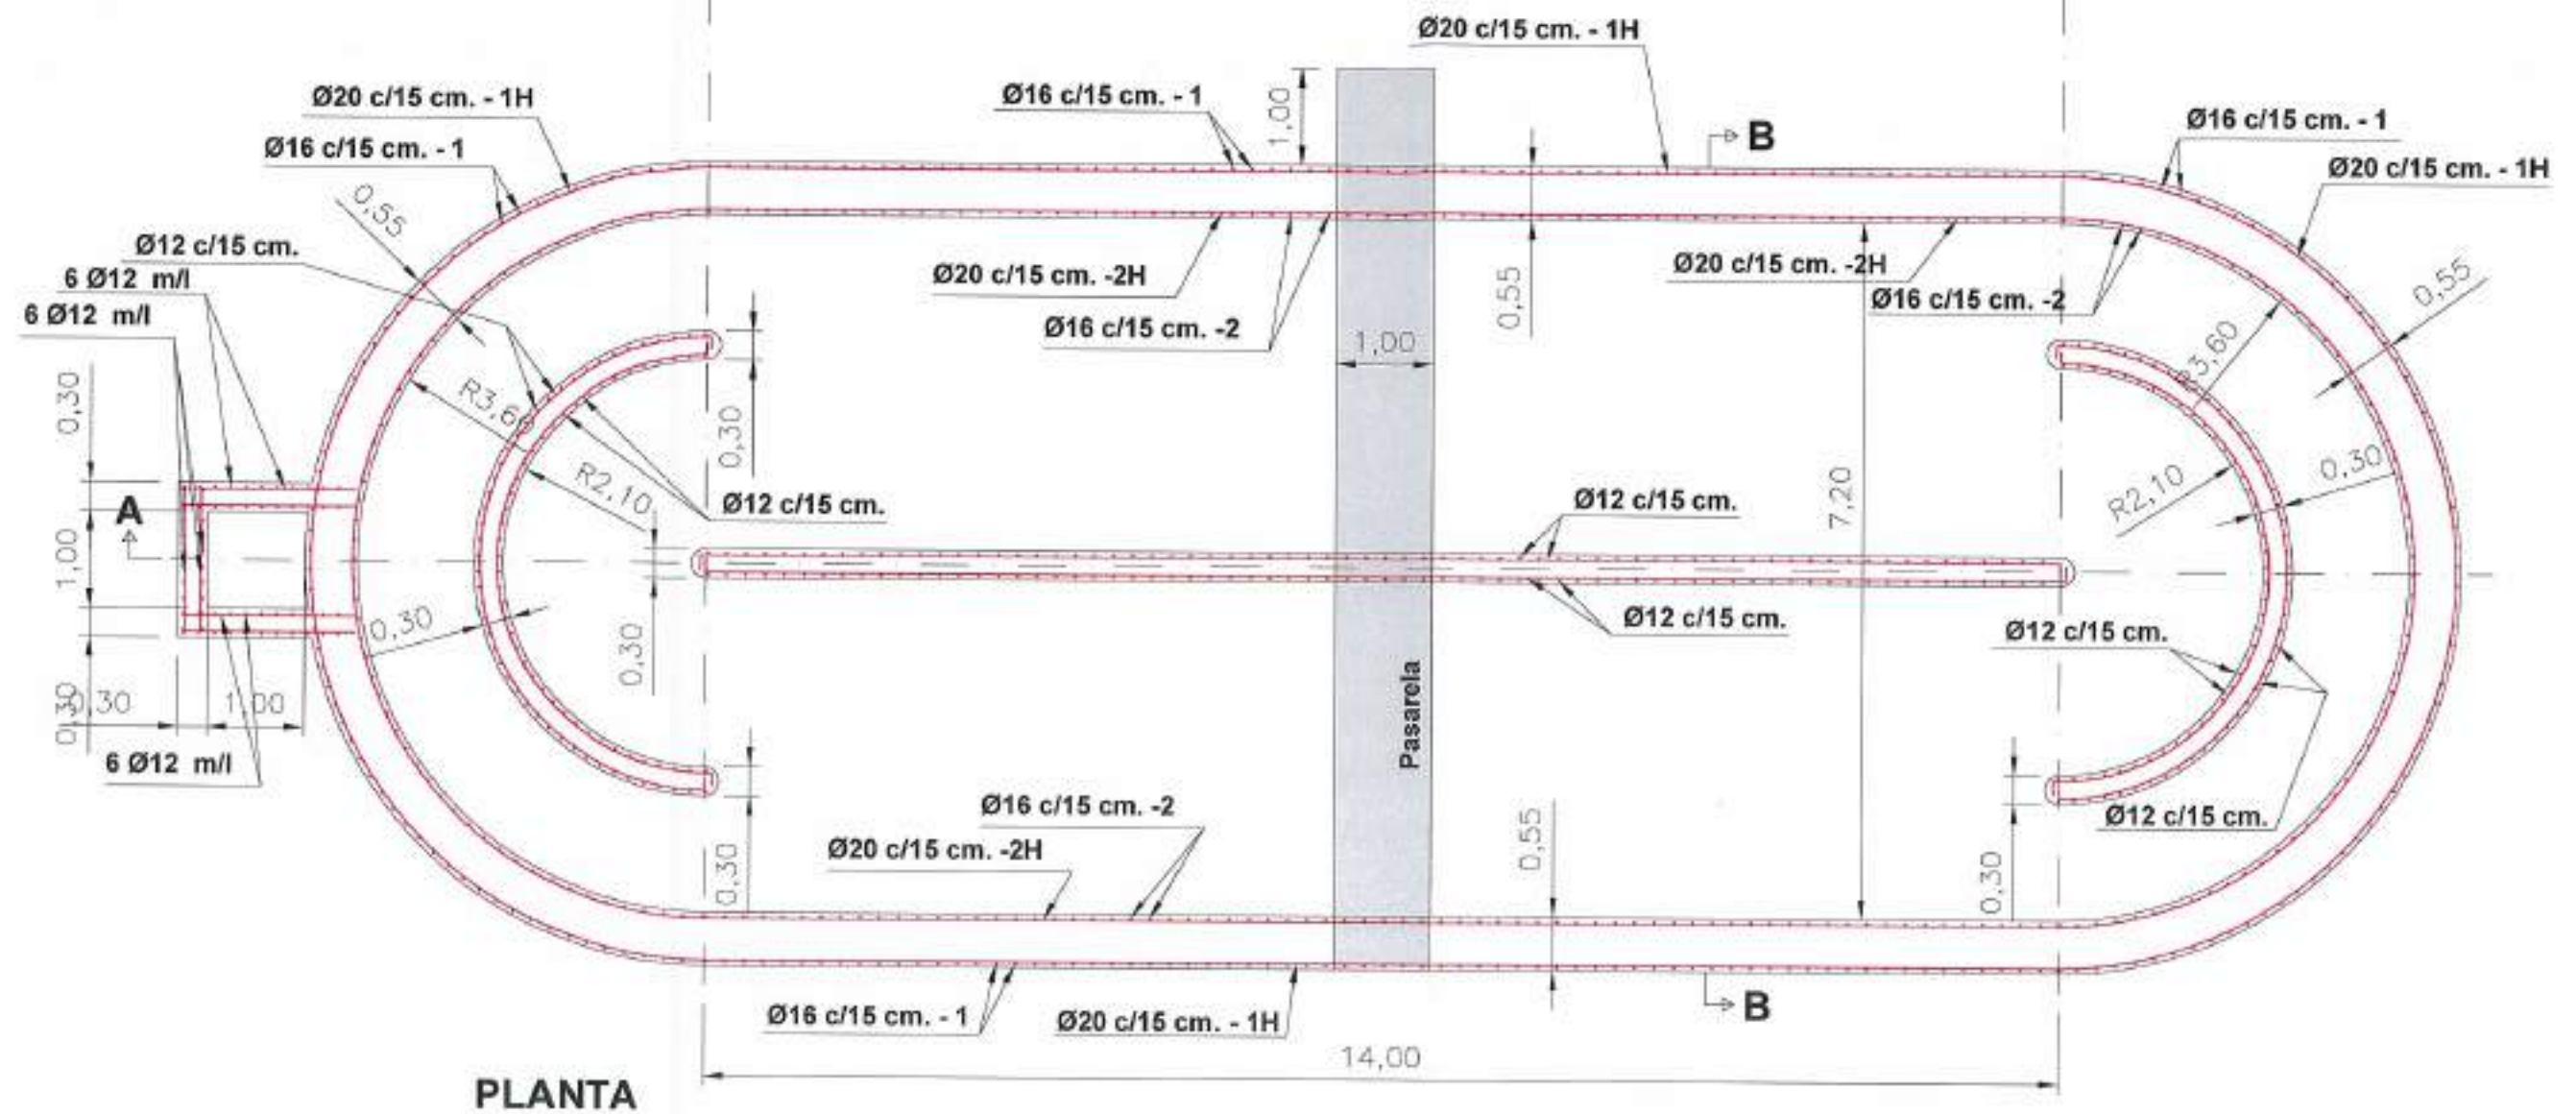 Ø20 c/15 cm. - 1H
Ø20 c/15 cm. - 1H
Ø16 c/15 cm. - 1
1,00
B
Ø16 c/15 cm. - 1
Ø16 c/15 cm. - 1
Ø20 c/15 cm. - 1H
0,55
Ø12 c/15 cm.
6 Ø12 m/l
6 Ø12 m/l
Ø20 c/15 cm. -2H
Ø16 c/15 cm. -2
0,55
Ø20 c/15 cm. -2H
Ø16 c/15 cm. -2
0,55
1,00
R3,60
R3,60
0,30
0,30
R2,10
Ø12 c/15 cm.
Ø12 c/15 cm.
7,20
R2,10
0,30
A
1,00
0,30
0,30
Ø12 c/15 cm.
Ø12 c/15 cm.
0,30
0,30
1,00
6 Ø12 m/l
Pasarela
Ø12 c/15 cm.
Ø16 c/15 cm. -2
Ø20 c/15 cm. -2H
0,30
0,55
0,30
Ø16 c/15 cm. - 1
Ø20 c/15 cm. - 1H
B
14,00
PLANTA